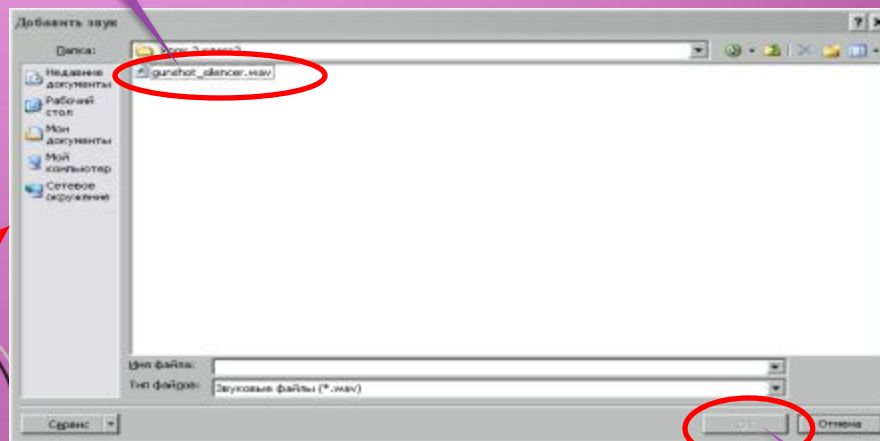 Добавить звук
Папка:
gunshot_silencer.wav
Недавние
документы
Рабочий
стол
Мои
документы
Мой
компьютер
Сетевое
окружение
Имя файла:
Тип файлов:
Звуковые файлы (*.wav)
Сервис
Отмена